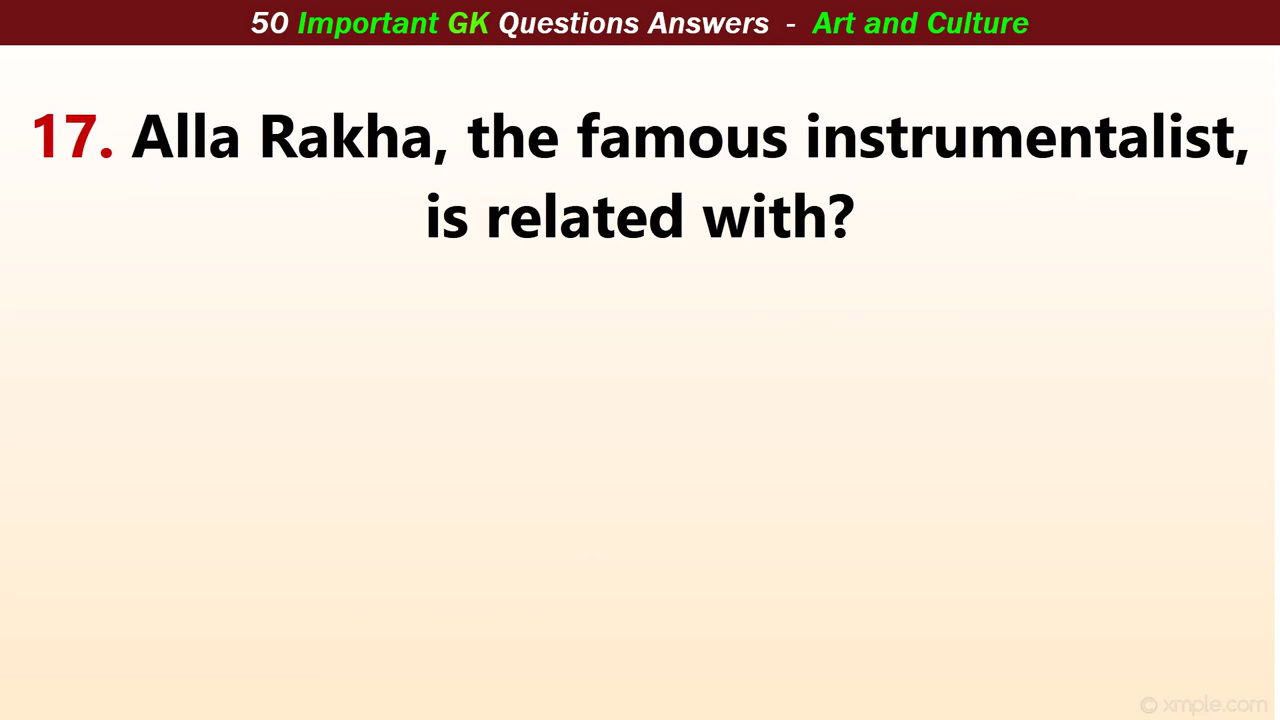 50 Important GK Questions Answers - Art and Culture
17. Alla Rakha, the famous instrumentalist,
is related with?
© xmple.com